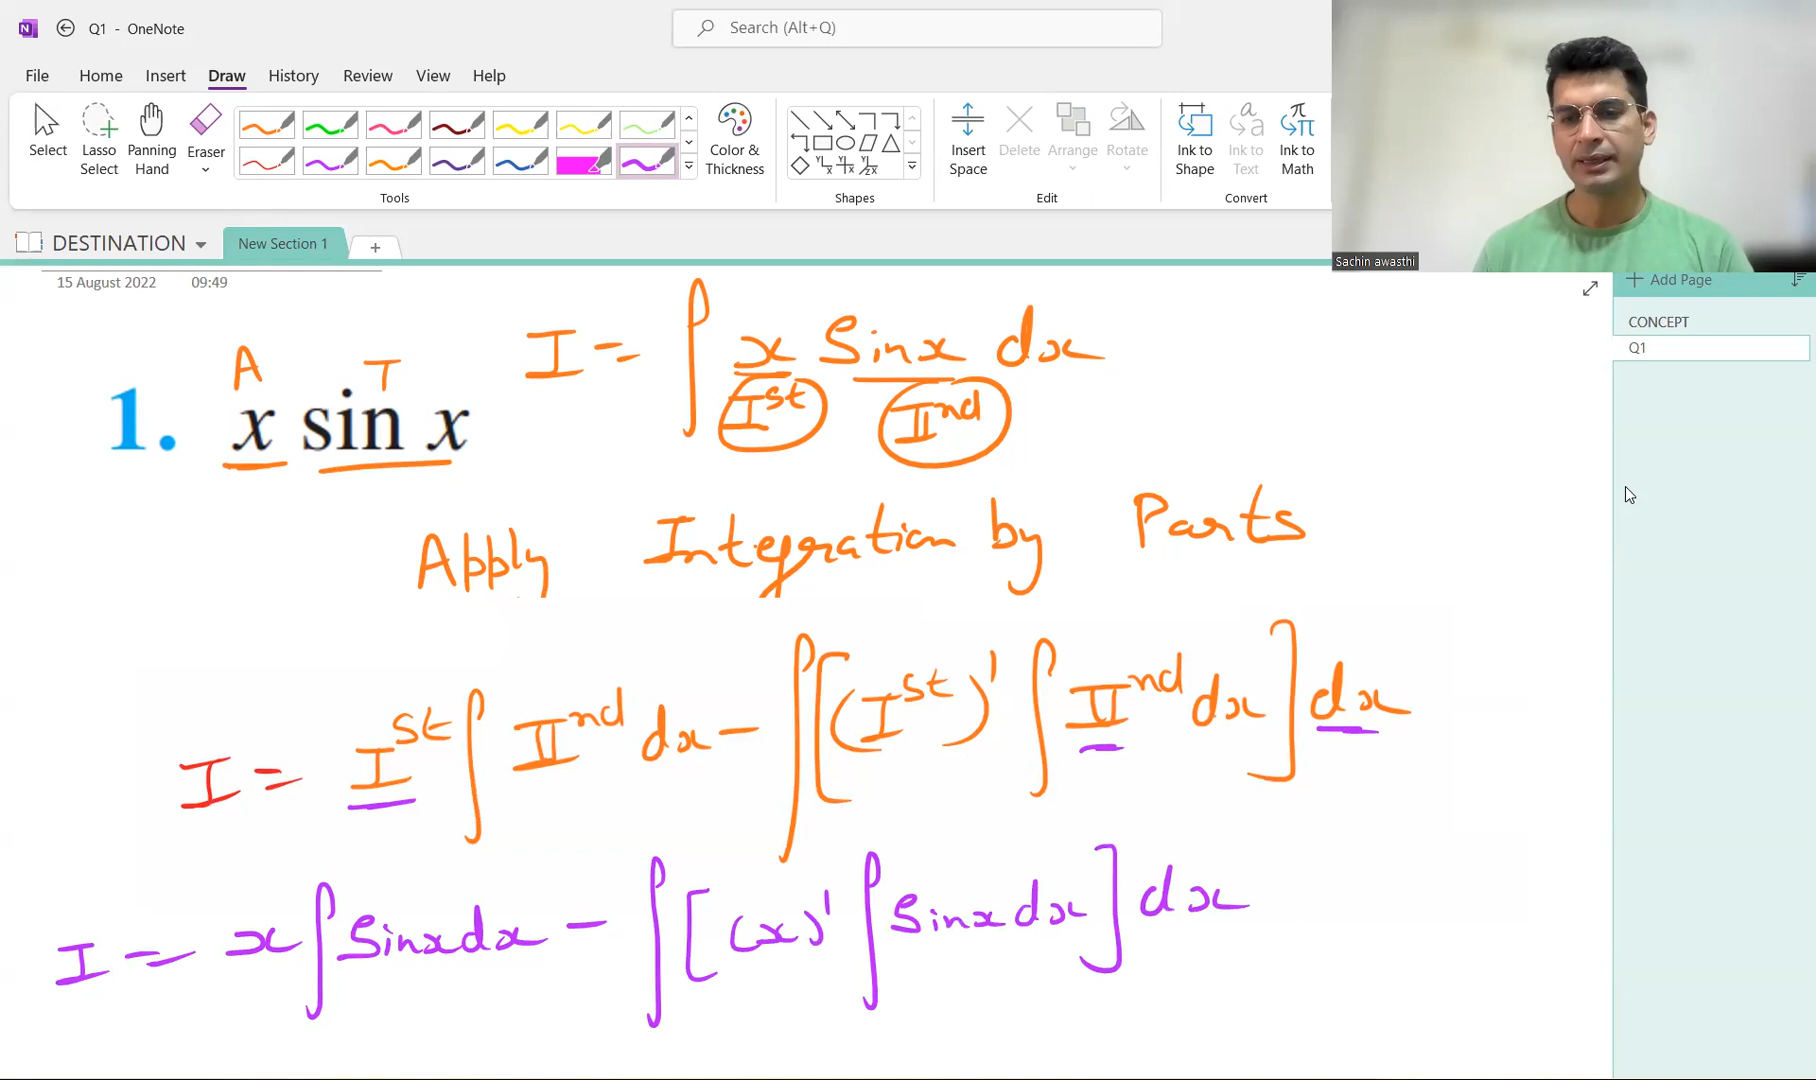 Q1 - OneNote
Search (Alt+Q)
File Home Insert Draw History Review View Help
Select
Lasso Select
Panning Hand
Eraser
Color & Thickness
Insert Space
Delete
Arrange
Rotate
Ink to Shape
Ink to Text
Ink to Math
Tools Shapes Edit Convert
Sachin awasthi
DESTINATION New Section 1 +
15 August 2022 09:49
Add Page
CONCEPT
Q1
A T
1. x sin x
I = ∫ x Sinx dx
Ist IInd
Apply Integration by Parts
I = Ist ∫ IInd dx - ∫ [(Ist)' ∫ IInd dx] dx
I = x ∫ Sinx dx - ∫ [(x)' ∫ Sinx dx] dx